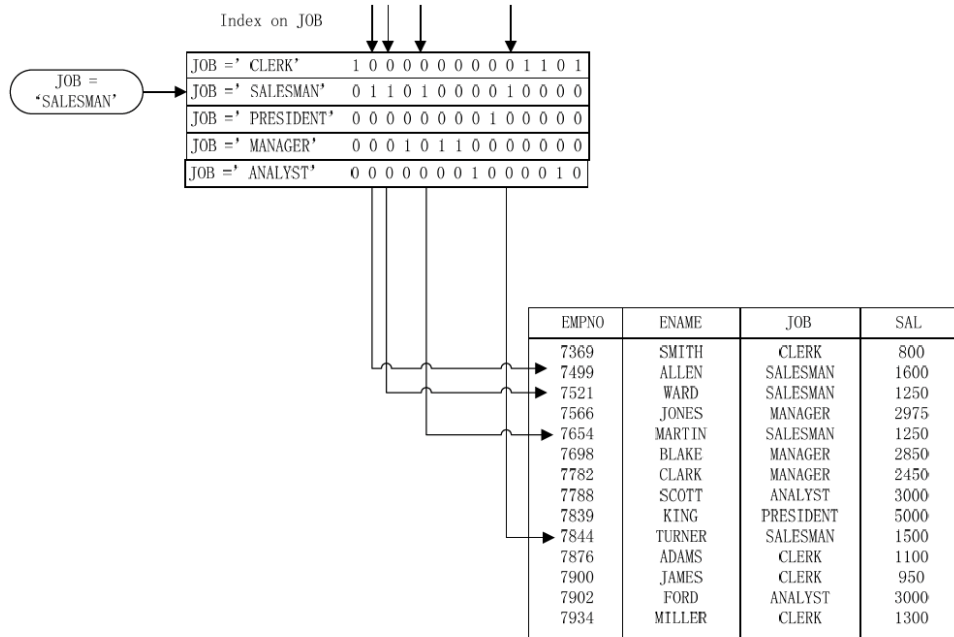 Index on JOB
JOB =
‘SALESMAN’
JOB =’ CLERK’ 1 0 0 0 0 0 0 0 0 0 1 1 0 1
JOB =’ SALESMAN’ 0 1 1 0 1 0 0 0 0 1 0 0 0 0
JOB =’ PRESIDENT’ 0 0 0 0 0 0 0 0 1 0 0 0 0 0
JOB =’ MANAGER’ 0 0 0 1 0 1 1 0 0 0 0 0 0 0
JOB =’ ANALYST’ 0 0 0 0 0 0 0 1 0 0 0 0 1 0
EMPNO ENAME JOB SAL
7369 SMITH CLERK 800
7499 ALLEN SALESMAN 1600
7521 WARD SALESMAN 1250
7566 JONES MANAGER 2975
7654 MARTIN SALESMAN 1250
7698 BLAKE MANAGER 2850
7782 CLARK MANAGER 2450
7788 SCOTT ANALYST 3000
7839 KING PRESIDENT 5000
7844 TURNER SALESMAN 1500
7876 ADAMS CLERK 1100
7900 JAMES CLERK 950
7902 FORD ANALYST 3000
7934 MILLER CLERK 1300